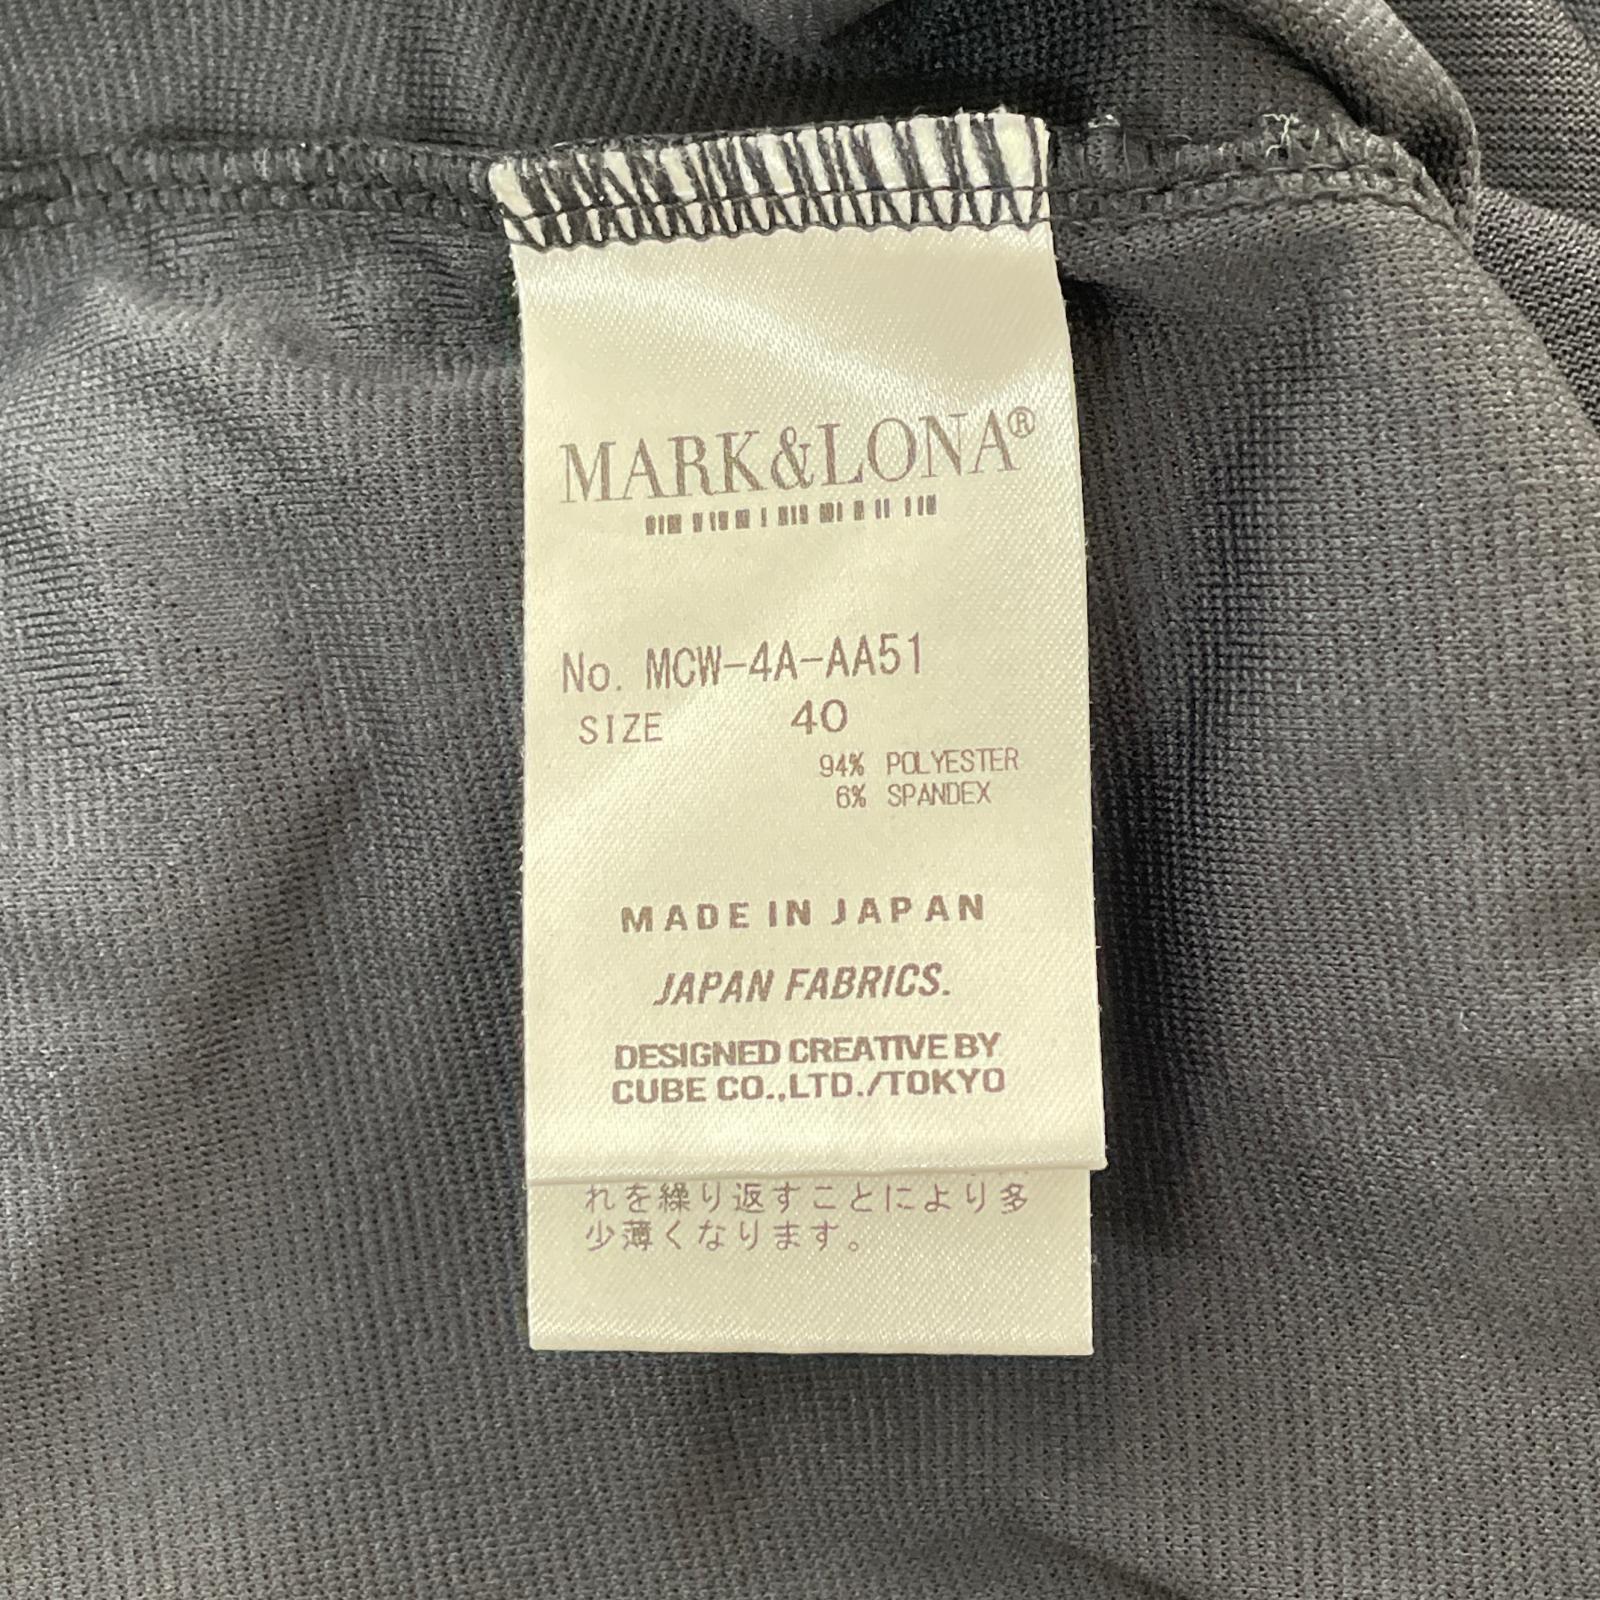 MARK&LONA®
No. MCW-4A-AA51
SIZE 40
94% POLYESTER
6% SPANDEX
MADE IN JAPAN
JAPAN FABRICS.
DESIGNED CREATIVE BY
CUBE CO.,LTD./TOKYO
れを繰り返すことにより多
少薄くなります。